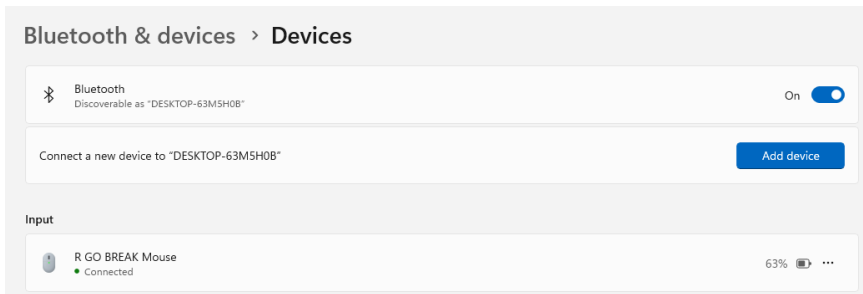 Bluetooth & devices > Devices
Bluetooth
Discoverable as "DESKTOP-63M5H0B"
On
Connect a new device to “DESKTOP-63M5H0B”
Add device
Input
R GO BREAK Mouse
Connected
63%